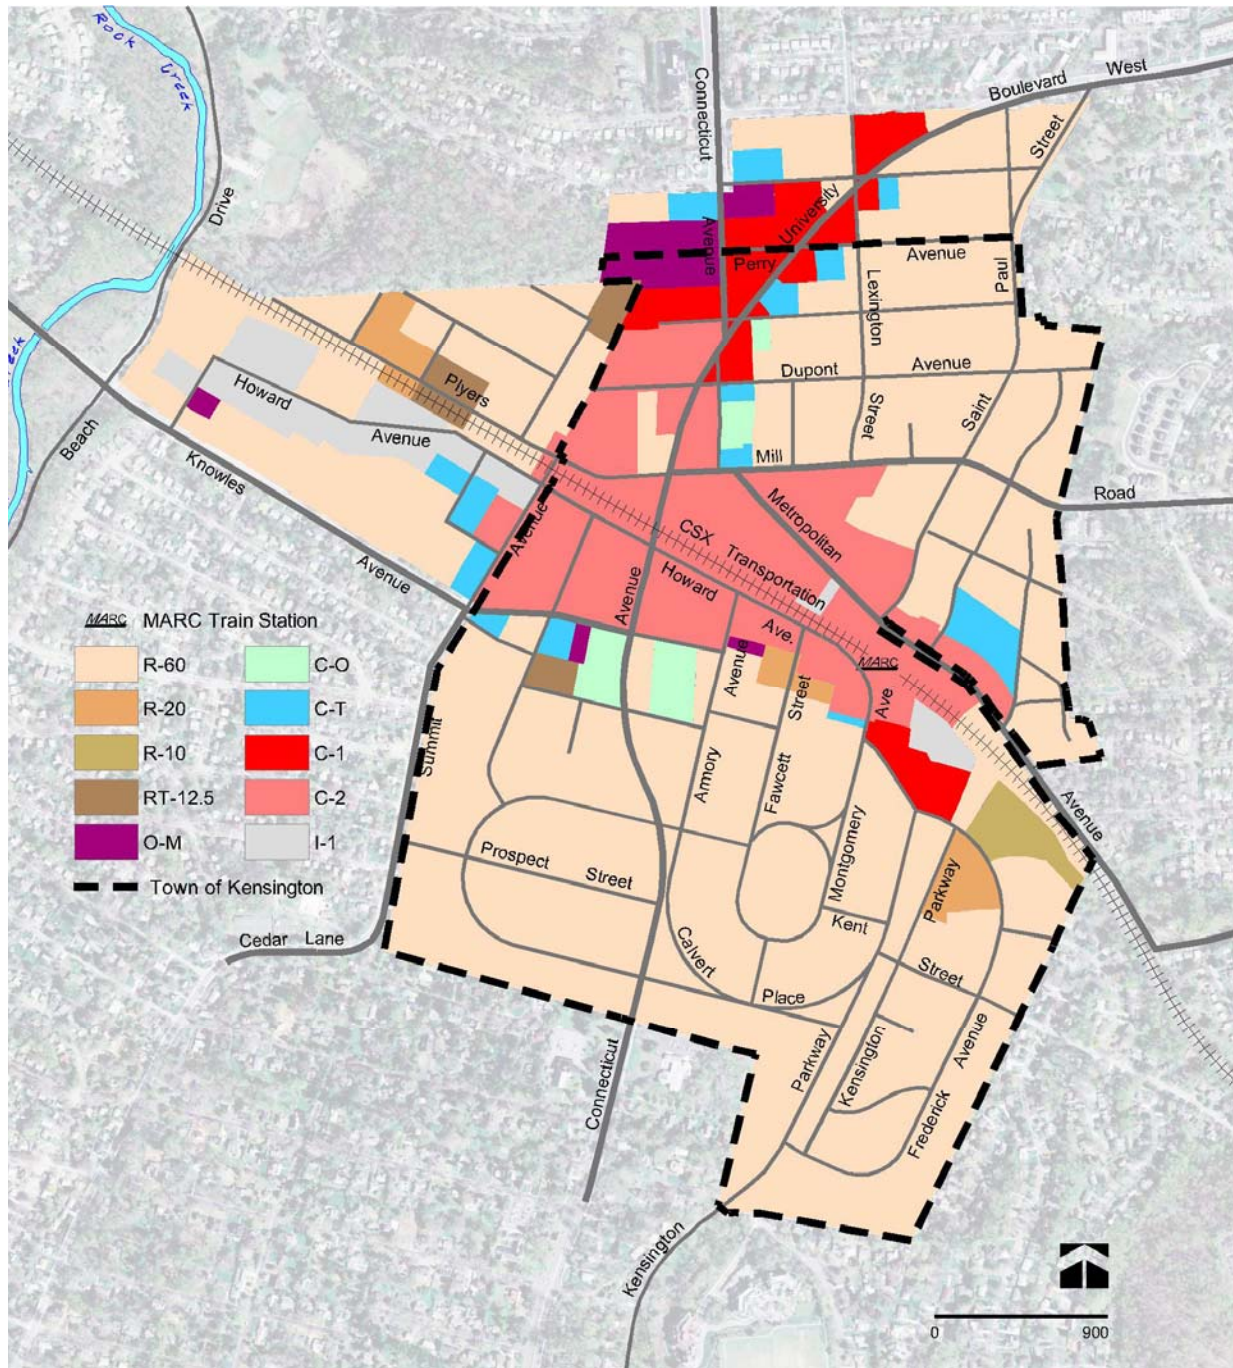 Rock
Creek
Connecticut
Boulevard West
Street
Drive
Avenue
University
Perry
Avenue
Paul
Lexington
Dupont Avenue
Plyers
Howard
Avenue
Street
Saint
Beach
Knowles
Mill
Metropolitan
Road
Avenue
Avenue
CSX
Transportation
Howard
Ave.
Avenue
MARC
Avenue
Street
Ave
MARC MARC Train Station
R-60 C-O
R-20 C-T
R-10 C-1
RT-12.5 C-2
O-M I-1
Town of Kensington
Summit
Armory
Fawcett
Montgomery
Avenue
Prospect
Street
Parkway
Kent
Cedar Lane
Calvert
Street
Place
Avenue
Parkway
Kensington
Connecticut
Frederick
Kensington
0 900